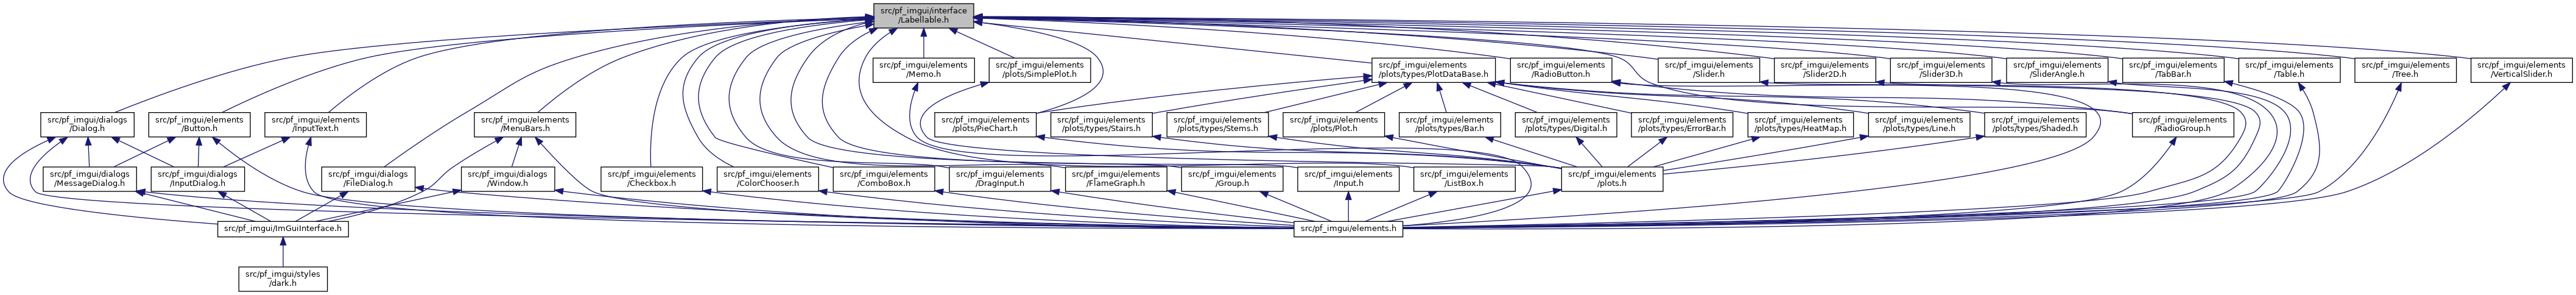 src/pf_imgui/interface
/Labellable.h
src/pf_imgui/elements
/Memo.h
src/pf_imgui/elements
/plots/SimplePlot.h
src/pf_imgui/elements
/plots/types/PlotDataBase.h
src/pf_imgui/elements
/RadioButton.h
src/pf_imgui/elements
/Slider.h
src/pf_imgui/elements
/Slider2D.h
src/pf_imgui/elements
/Slider3D.h
src/pf_imgui/elements
/SliderAngle.h
src/pf_imgui/elements
/TabBar.h
src/pf_imgui/elements
/Table.h
src/pf_imgui/elements
/Tree.h
src/pf_imgui/elements
/VerticalSlider.h
src/pf_imgui/dialogs
/Dialog.h
src/pf_imgui/elements
/Button.h
src/pf_imgui/elements
/InputText.h
src/pf_imgui/elements
/MenuBars.h
src/pf_imgui/elements
/plots/PieChart.h
src/pf_imgui/elements
/plots/types/Stairs.h
src/pf_imgui/elements
/plots/types/Stems.h
src/pf_imgui/elements
/plots/Plot.h
src/pf_imgui/elements
/plots/types/Bar.h
src/pf_imgui/elements
/plots/types/Digital.h
src/pf_imgui/elements
/plots/types/ErrorBar.h
src/pf_imgui/elements
/plots/types/HeatMap.h
src/pf_imgui/elements
/plots/types/Line.h
src/pf_imgui/elements
/plots/types/Shaded.h
src/pf_imgui/elements
/RadioGroup.h
src/pf_imgui/dialogs
/MessageDialog.h
src/pf_imgui/dialogs
/InputDialog.h
src/pf_imgui/dialogs
/FileDialog.h
src/pf_imgui/dialogs
/Window.h
src/pf_imgui/elements
/Checkbox.h
src/pf_imgui/elements
/ColorChooser.h
src/pf_imgui/elements
/ComboBox.h
src/pf_imgui/elements
/DragInput.h
src/pf_imgui/elements
/FlameGraph.h
src/pf_imgui/elements
/Group.h
src/pf_imgui/elements
/Input.h
src/pf_imgui/elements
/ListBox.h
src/pf_imgui/elements
/plots.h
src/pf_imgui/ImGuiInterface.h
src/pf_imgui/elements.h
src/pf_imgui/styles
/dark.h